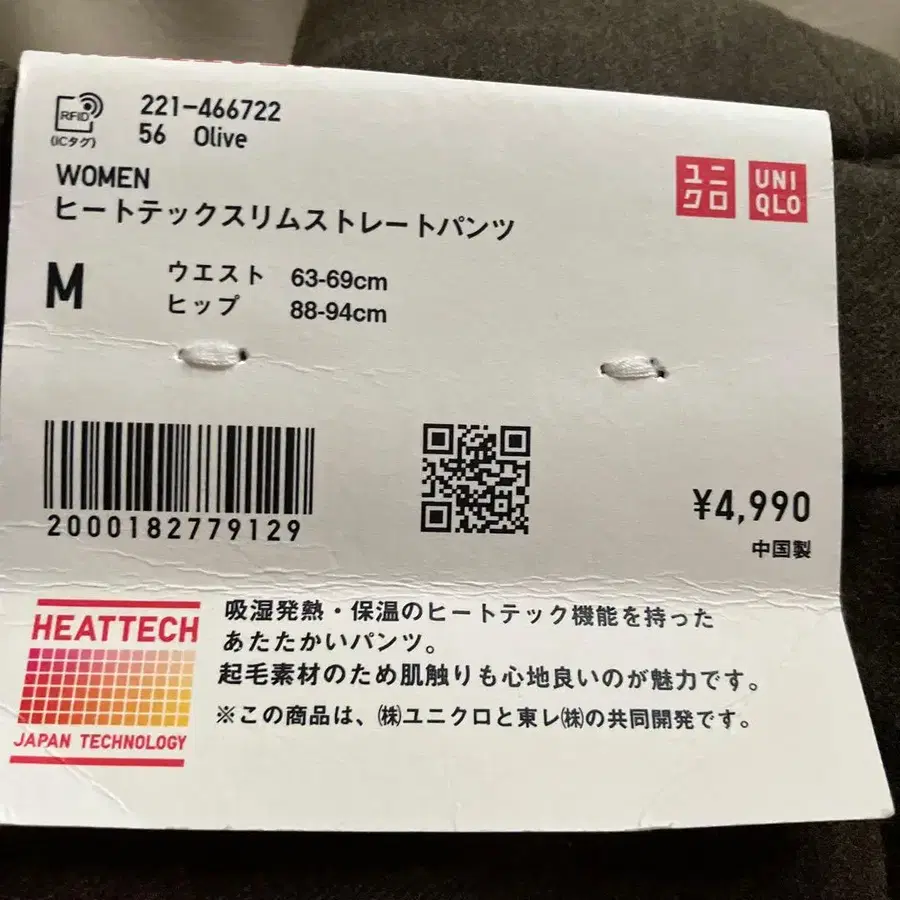 RFID
(ICタグ)
221-466722
56 Olive
WOMEN
ヒートテックスリムストレートパンツ
ユニ
クロ
UNI
QLO
M
ウエスト 63-69cm
ヒップ 88-94cm
2000182779129
¥4,990
中国製
HEATTECH
JAPAN TECHNOLOGY
吸湿発熱・保温のヒートテック機能を持った
あたたかいパンツ。
起毛素材のため肌触りも心地良いのが魅力です。
※この商品は、㈱ユニクロと東レ㈱の共同開発です。